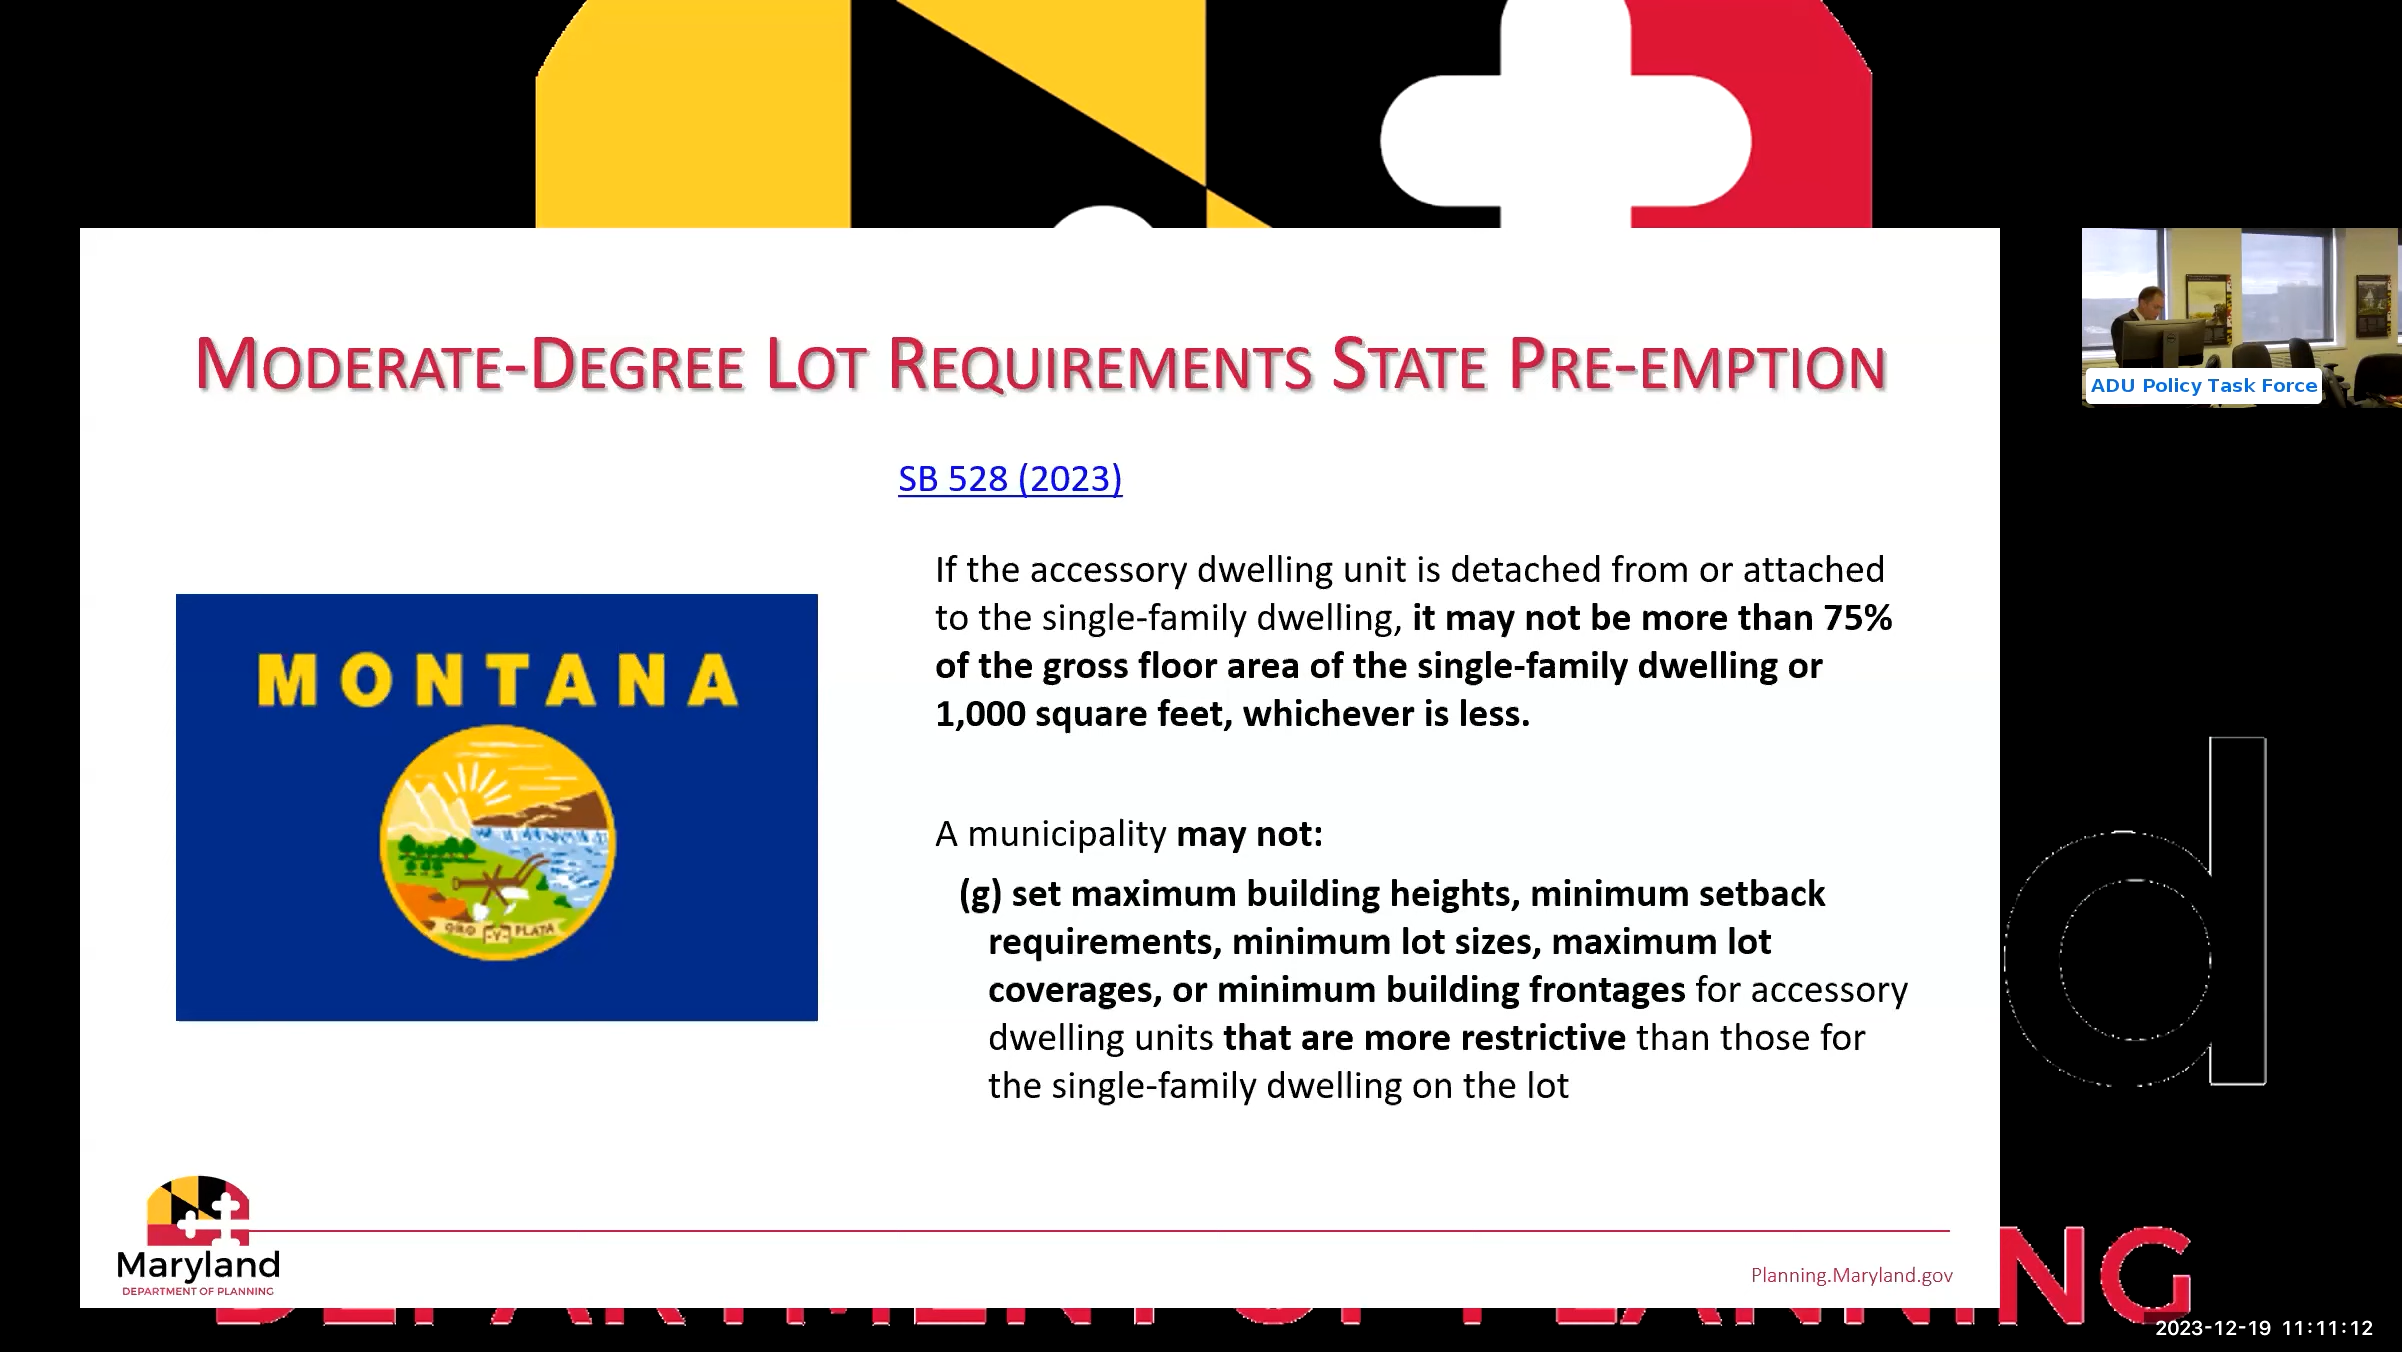 MODERATE-DEGREE LOT REQUIREMENTS STATE PRE-EMPTION
ADU Policy Task Force
SB 528 (2023)
If the accessory dwelling unit is detached from or attached
to the single-family dwelling, it may not be more than 75%
of the gross floor area of the single-family dwelling or
1,000 square feet, whichever is less.
MONTANA
ORO Y PLATA
A municipality may not:
(g) set maximum building heights, minimum setback
requirements, minimum lot sizes, maximum lot
coverages, or minimum building frontages for accessory
dwelling units that are more restrictive than those for
the single-family dwelling on the lot
Maryland
DEPARTMENT OF PLANNING
Planning.Maryland.gov
d
DEPARTMENT OF PLANNING
2023-12-19 11:11:12